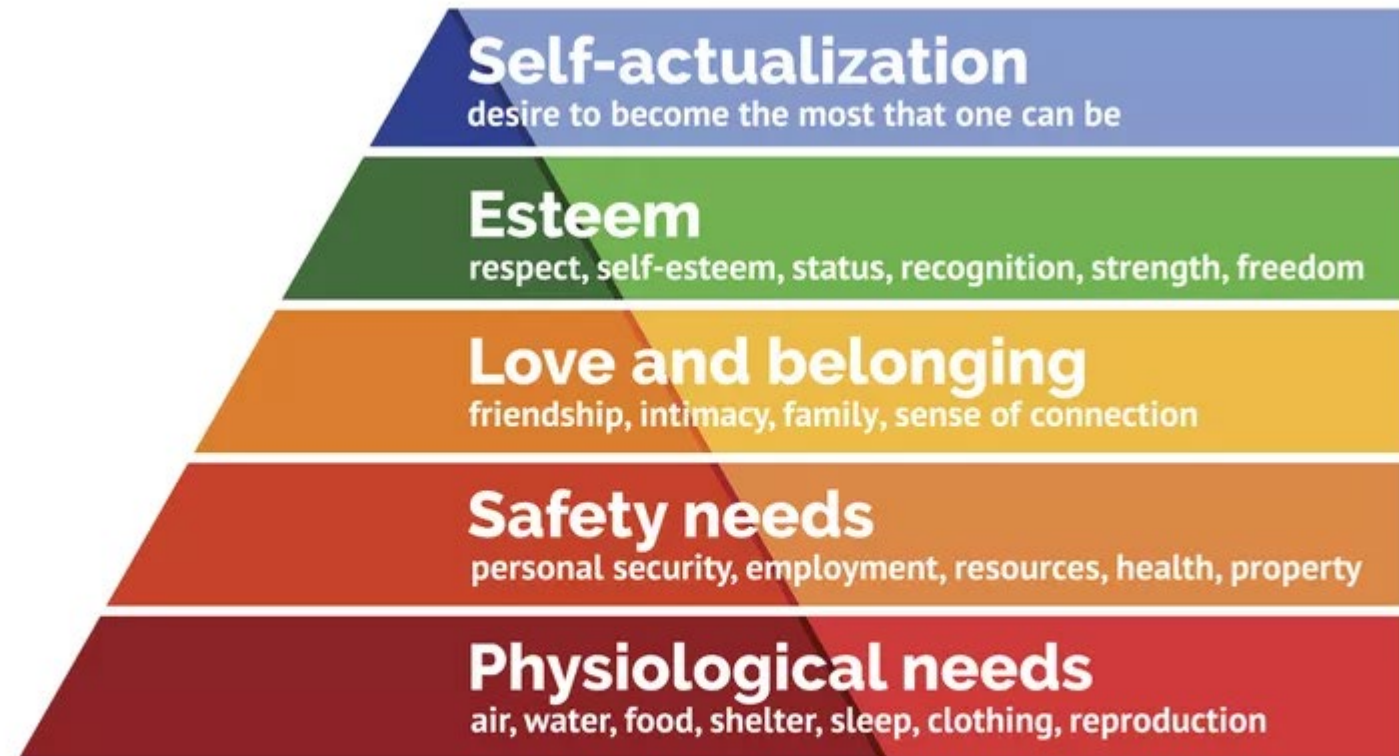 Self-actualization
desire to become the most that one can be
Esteem
respect, self-esteem, status, recognition, strength, freedom
Love and belonging
friendship, intimacy, family, sense of connection
Safety needs
personal security, employment, resources, health, property
Physiological needs
air, water, food, shelter, sleep, clothing, reproduction